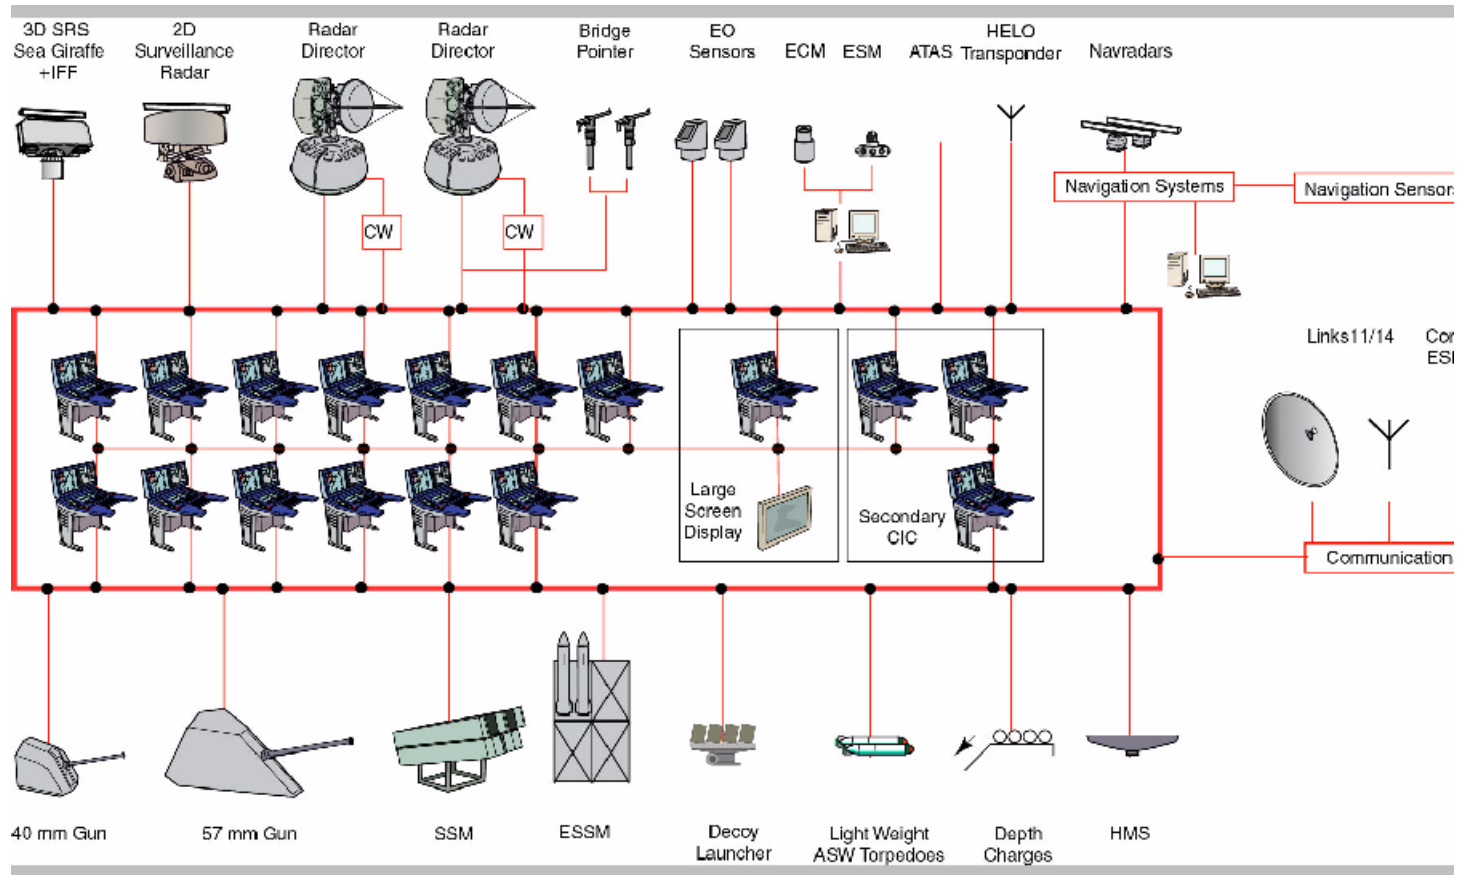 3D SRS
Sea Giraffe
+IFF
2D
Surveillance
Radar
Radar
Director
Radar
Director
Bridge
Pointer
EO
Sensors
ECM
ESM
ATAS
HELO
Transponder
Navradars
CW
CW
Navigation Systems
Navigation Sensors
Links11/14
Large
Screen
Display
Secondary
CIC
Communication
40 mm Gun
57 mm Gun
SSM
ESSM
Decoy
Launcher
Light Weight
ASW Torpedoes
Depth
Charges
HMS